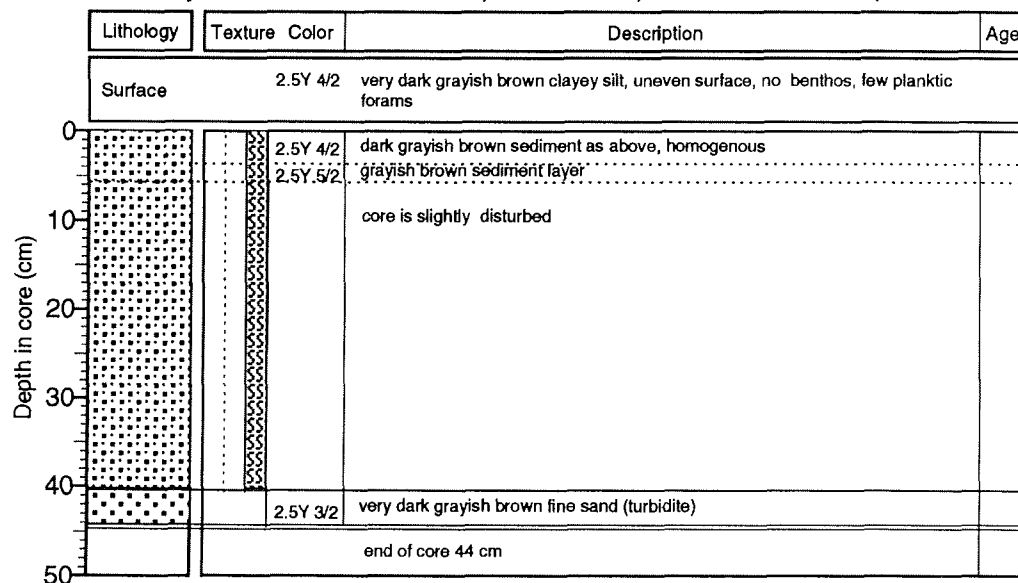 Lithology Texture Color Description Age
Surface 2.5Y 4/2 very dark grayish brown clayey silt, uneven surface, no benthos, few planktic
forams
0 2.5Y 4/2 dark grayish brown sediment as above, homogenous
2.5Y 5/2 grayish brown sediment layer
10 core is slightly disturbed
Depth in core (cm)
20
30
40
2.5Y 3/2 very dark grayish brown fine sand (turbidite)
end of core 44 cm
50